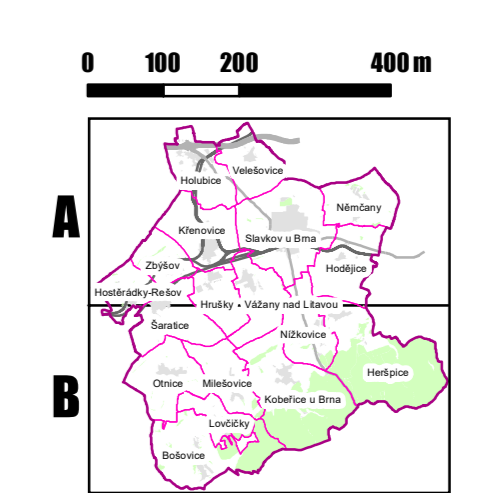 0 100 200 400 m
A
Holubice
Velešovice
Němčany
Křenovice
Slavkov u Brna
Zbýšov
Hodějice
Hostěrádky-Rešov
Hrušky
Vážany nad Litavou
B
Šaratice
Nížkovice
Otnice
Milešovice
Heršpice
Kobeřice u Brna
Lovčičky
Bošovice